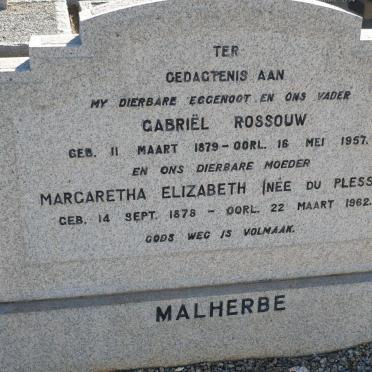 TER
GEDAGTENIS AAN
MY DIERBARE EGGENOOT EN ONS VADER
GABRIËL ROSSOUW
GEB. 11 MAART 1879 - OORL. 16 MEI 1957.
EN ONS DIERBARE MOEDER
MARGARETHA ELIZABETH (NÉE DU PLESS
GEB. 14 SEPT. 1878 - OORL. 22 MAART 1962.
GODS WEG IS VOLMAAK.
MALHERBE